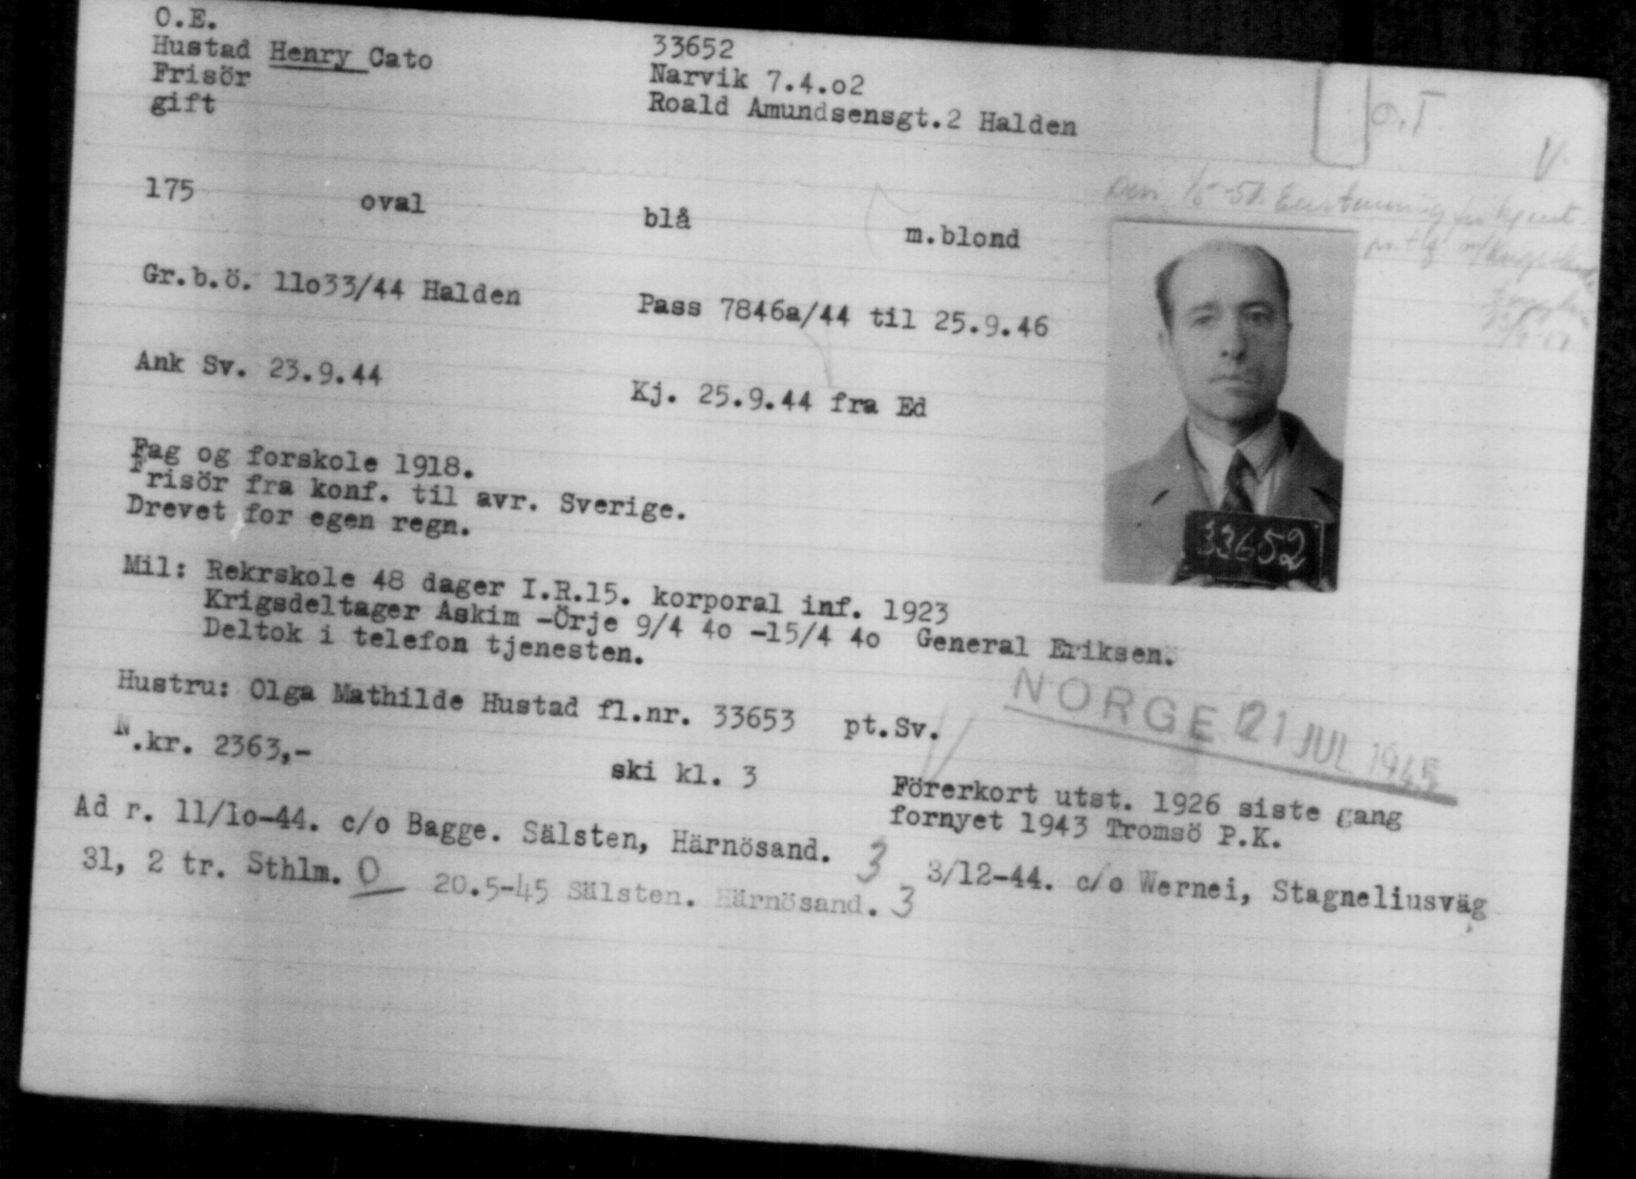 O.E.
Hustad Henry Cato 33652
Frisör Narvik 7.4.o2
gift Roald Amundsensgt.2 Halden
O.T.
V
175 oval blå m.blond
Gr.b.ö. llo33/44 Halden Pass 7846a/44 til 25.9.46
Ank Sv. 23.9.44 Kj. 25.9.44 fra Ed
33652
Fag og forskole 1918.
Frisör fra konf. til avr. Sverige.
Drevet for egen regn.
Mil: Rekrskole 48 dager I.R.15. korporal inf. 1923
Krigsdeltager Askim -Örje 9/4 4o -15/4 4o General Eriksen.
Deltok i telefon tjenesten.
Hustru: Olga Mathilde Hustad fl.nr. 33653 pt.Sv.
NORGE 21 JUL 1945
N.kr. 2363,- ski kl. 3 Förerkort utst. 1926 siste gang
fornyet 1943 Tromsö P.K.
Ad r. 11/1o-44. c/o Bagge. Sälsten, Härnösand. 3 3/12-44. c/o Wernei, Stagneliusväg
31, 2 tr. Sthlm. O 20.5-45 Sälsten. Härnösand. 3